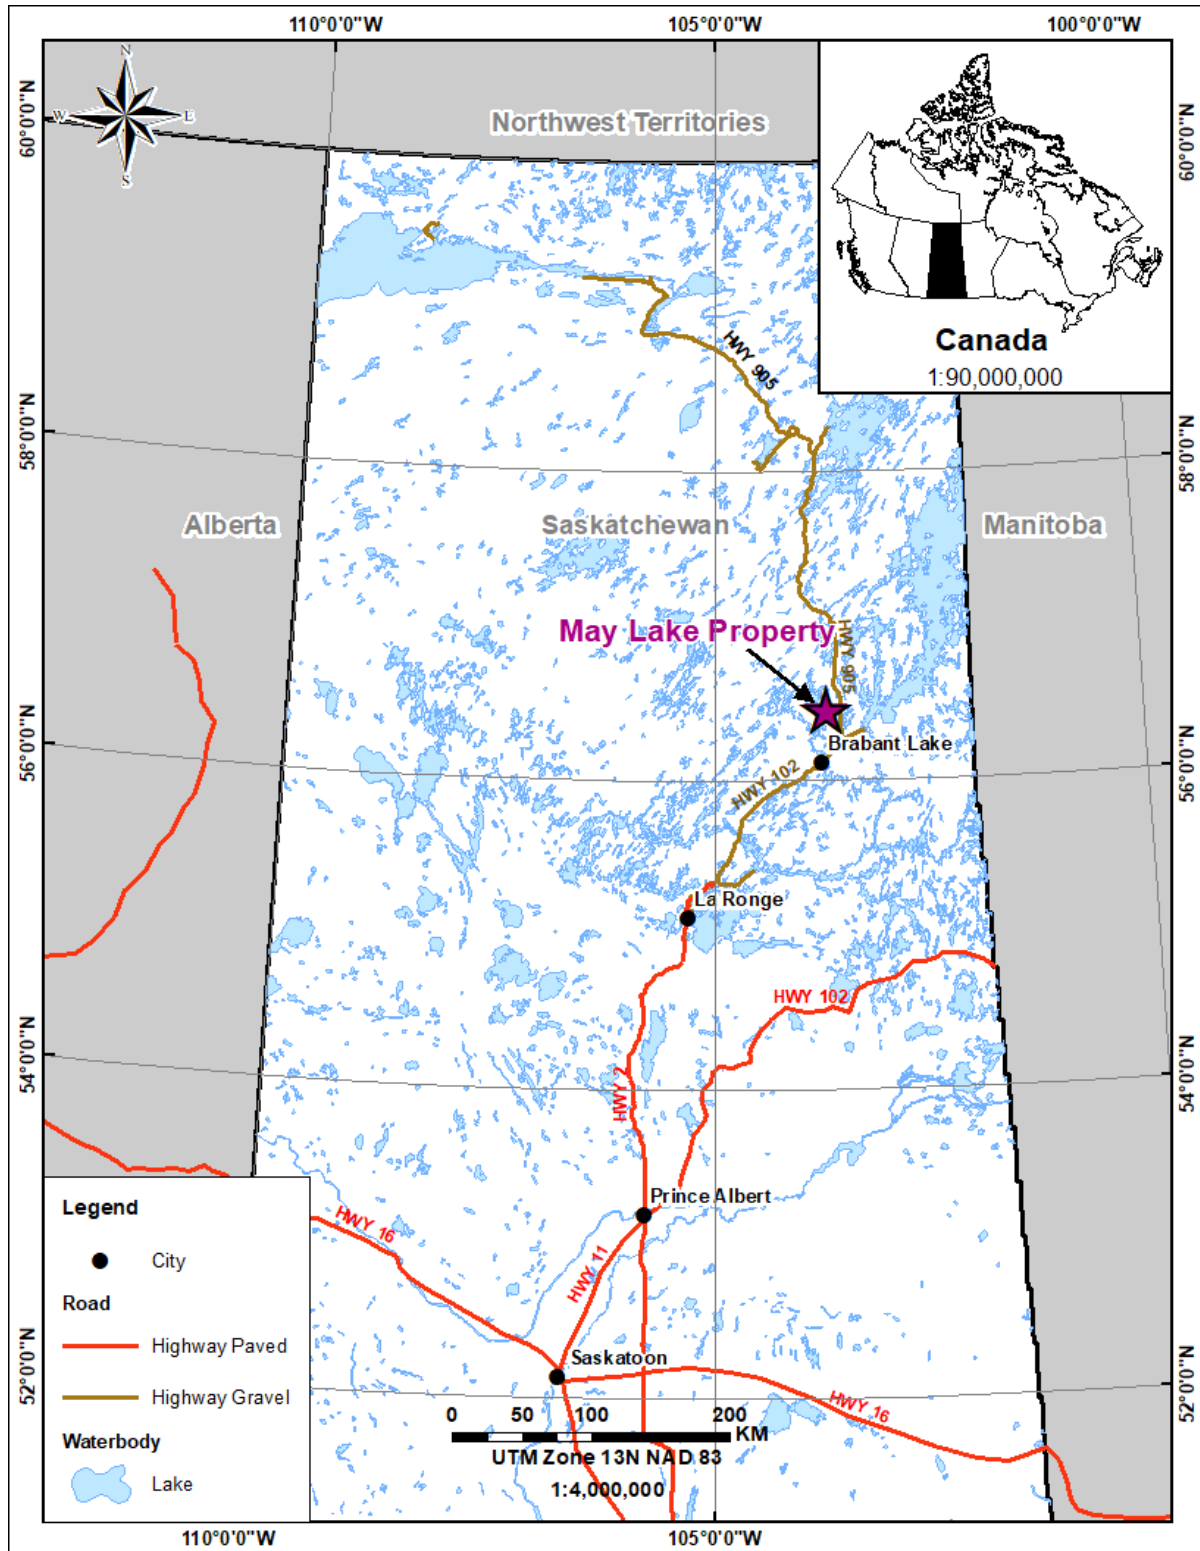 110°0'0"W
105°0'0"W
100°0'0"W
N
W
E
S
60°0'0"N
60°0'0"N
Northwest Territories
Canada
1:90,000,000
HWY 905
58°0'0"N
58°0'0"N
Alberta
Saskatchewan
Manitoba
May Lake Property
HWY 905
56°0'0"N
56°0'0"N
Brabant Lake
HWY 102
La Ronge
HWY 102
54°0'0"N
54°0'0"N
HWY 2
Prince Albert
HWY 16
HWY 11
Saskatoon
52°0'0"N
52°0'0"N
HWY 16
Legend
City
Road
Highway Paved
Highway Gravel
Waterbody
Lake
0 50 100 200
KM
UTM Zone 13N NAD 83
1:4,000,000
110°0'0"W
105°0'0"W